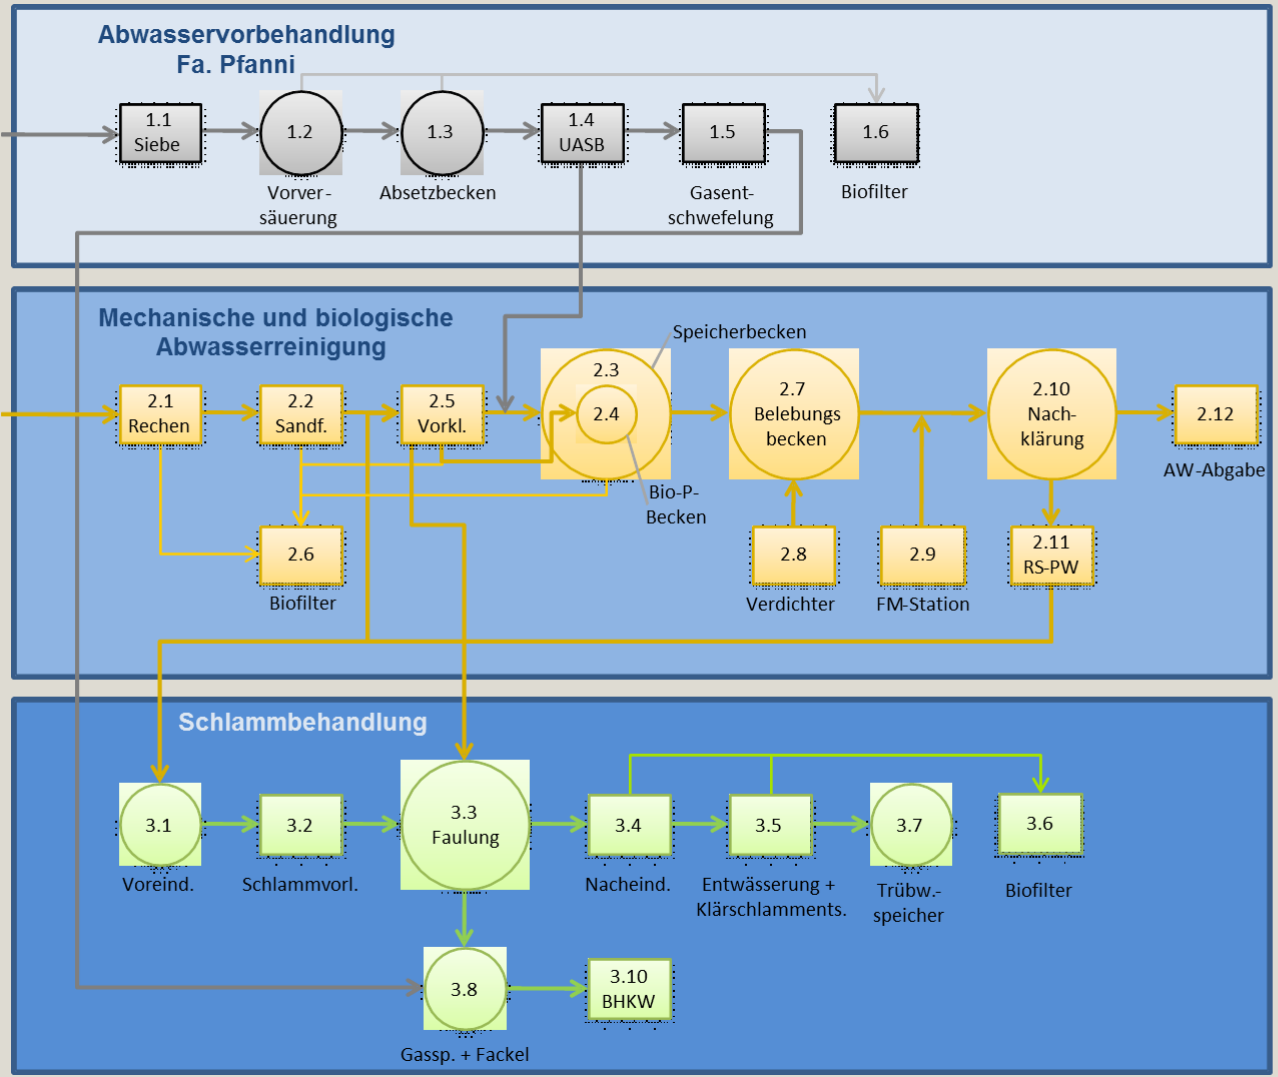 Abwasservorbehandlung
Fa. Pfanni
1.1
Siebe
1.2
1.3
1.4
UASB
1.5
1.6
Vorver-
säuerung
Absetzbecken
Gasent-
schwefelung
Biofilter
Mechanische und biologische
Abwasserreinigung
Speicherbecken
2.1
Rechen
2.2
Sandf.
2.5
Vorkl.
2.3
2.4
2.7
Belebungs
becken
2.10
Nach-
klärung
2.12
AW-Abgabe
Bio-P-
Becken
2.6
Biofilter
2.8
Verdichter
2.9
FM-Station
2.11
RS-PW
Schlammbehandlung
3.1
Voreind.
3.2
Schlammvorl.
3.3
Faulung
3.4
Nacheind.
3.5
Entwässerung +
Klärschlamments.
3.7
Trübw.-
speicher
3.6
Biofilter
3.8
Gassp. + Fackel
3.10
BHKW